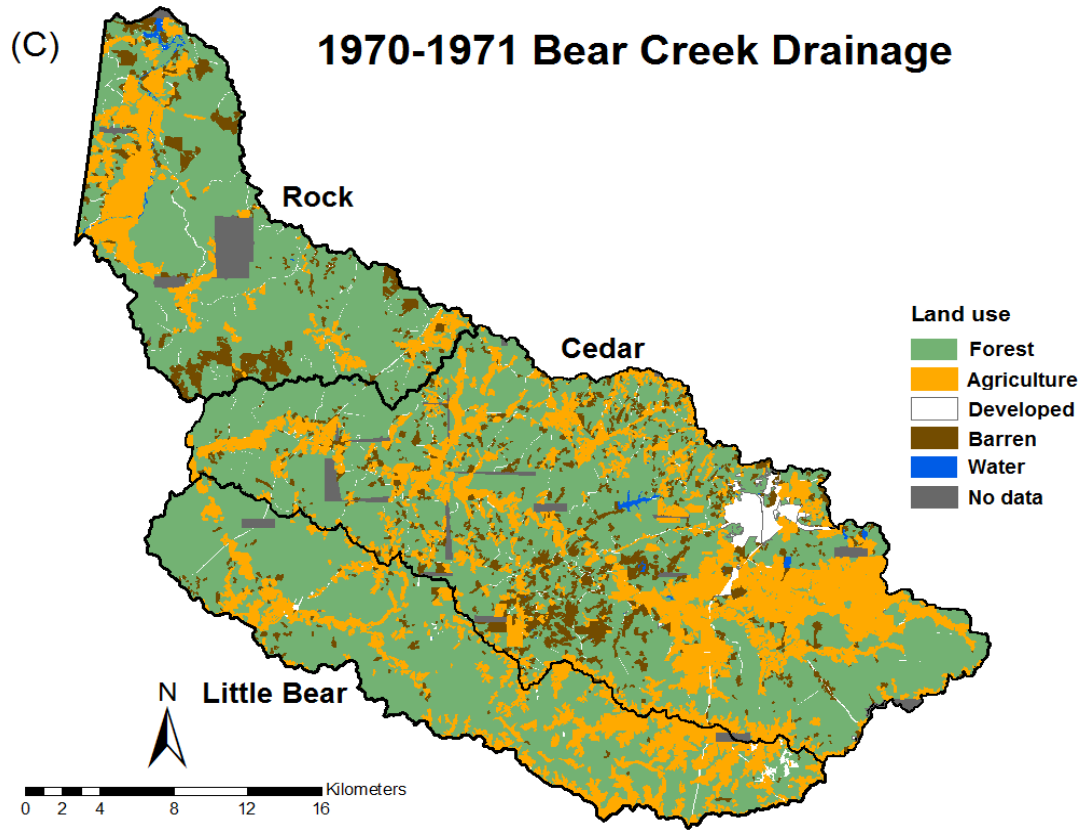 (C)
1970-1971 Bear Creek Drainage
Rock
Cedar
Little Bear
Land use
Forest
Agriculture
Developed
Barren
Water
No data
N
Kilometers
0 2 4 8 12 16